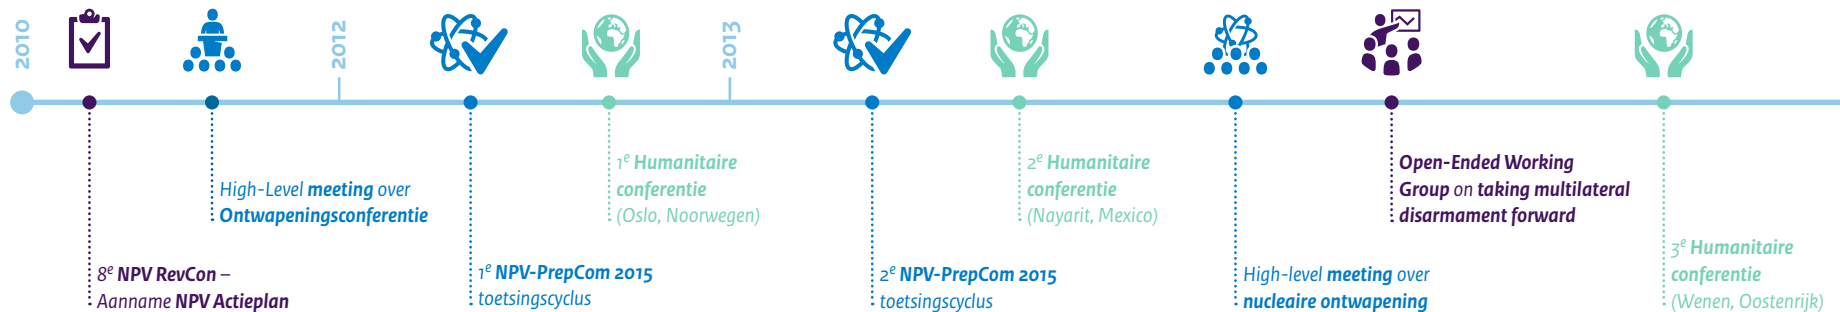 2010
2012
2013
8e NPV RevCon –
Aanname NPV Actieplan
High-Level meeting over
Ontwapeningsconferentie
1e NPV-PrepCom 2015
toetsingscyclus
1e Humanitaire
conferentie
(Oslo, Noorwegen)
2e NPV-PrepCom 2015
toetsingscyclus
2e Humanitaire
conferentie
(Nayarit, Mexico)
High-level meeting over
nucleaire ontwapening
Open-Ended Working
Group on taking multilateral
disarmament forward
3e Humanitaire
conferentie
(Wenen, Oostenrijk)